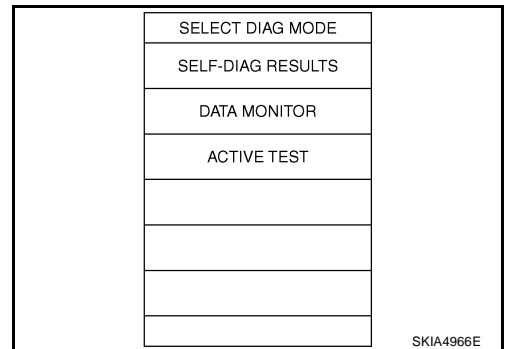 SELECT DIAG MODE
SELF-DIAG RESULTS
DATA MONITOR
ACTIVE TEST
SKIA4966E